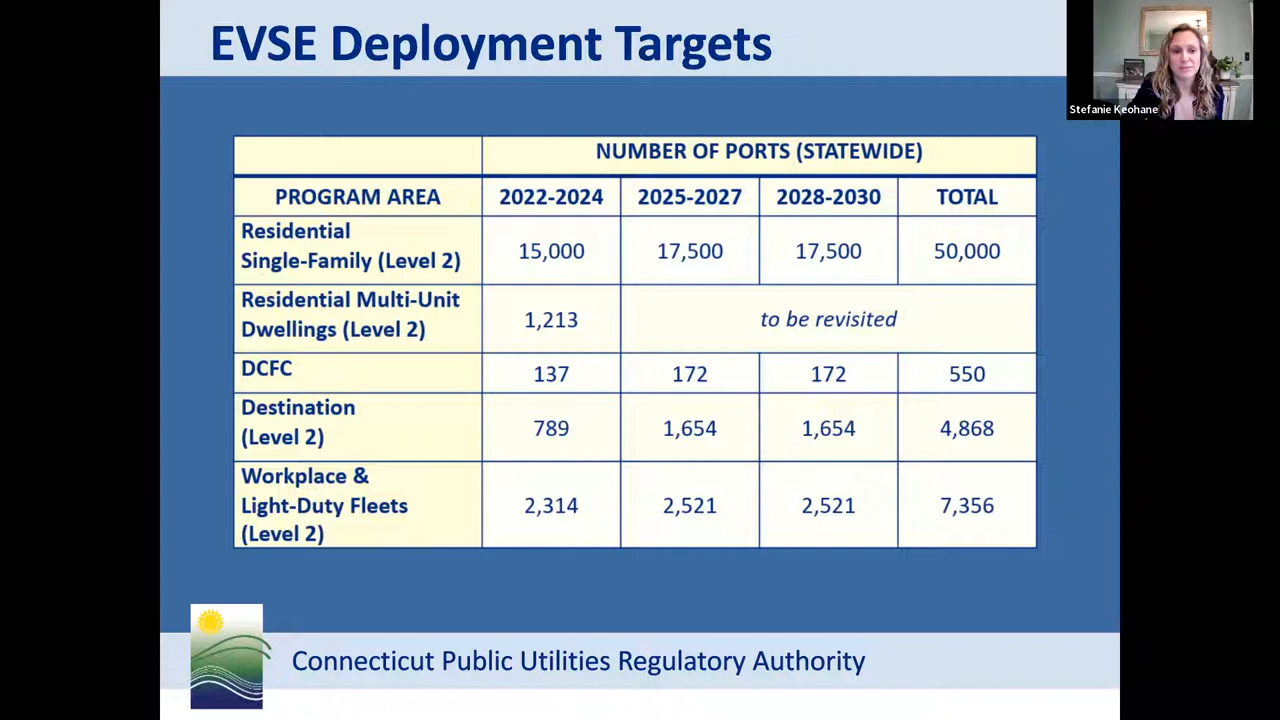 EVSE Deployment Targets
Stefanie Keohane
NUMBER OF PORTS (STATEWIDE)
PROGRAM AREA 2022-2024 2025-2027 2028-2030 TOTAL
Residential
Single-Family (Level 2) 15,000 17,500 17,500 50,000
Residential Multi-Unit
Dwellings (Level 2) 1,213 to be revisited
DCFC 137 172 172 550
Destination
(Level 2) 789 1,654 1,654 4,868
Workplace &
Light-Duty Fleets 2,314 2,521 2,521 7,356
(Level 2)
Connecticut Public Utilities Regulatory Authority